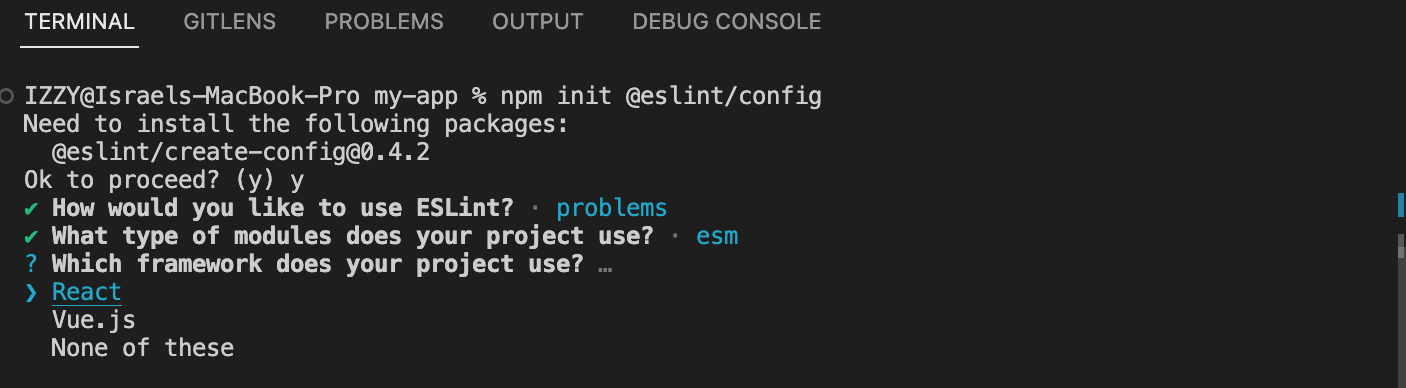 TERMINAL GITLENS PROBLEMS OUTPUT DEBUG CONSOLE
IZZY@Israels-MacBook-Pro my-app % npm init @eslint/config
Need to install the following packages:
  @eslint/create-config@0.4.2
Ok to proceed? (y) y
✔ How would you like to use ESLint? · problems
✔ What type of modules does your project use? · esm
? Which framework does your project use? …
❯ React
  Vue.js
  None of these